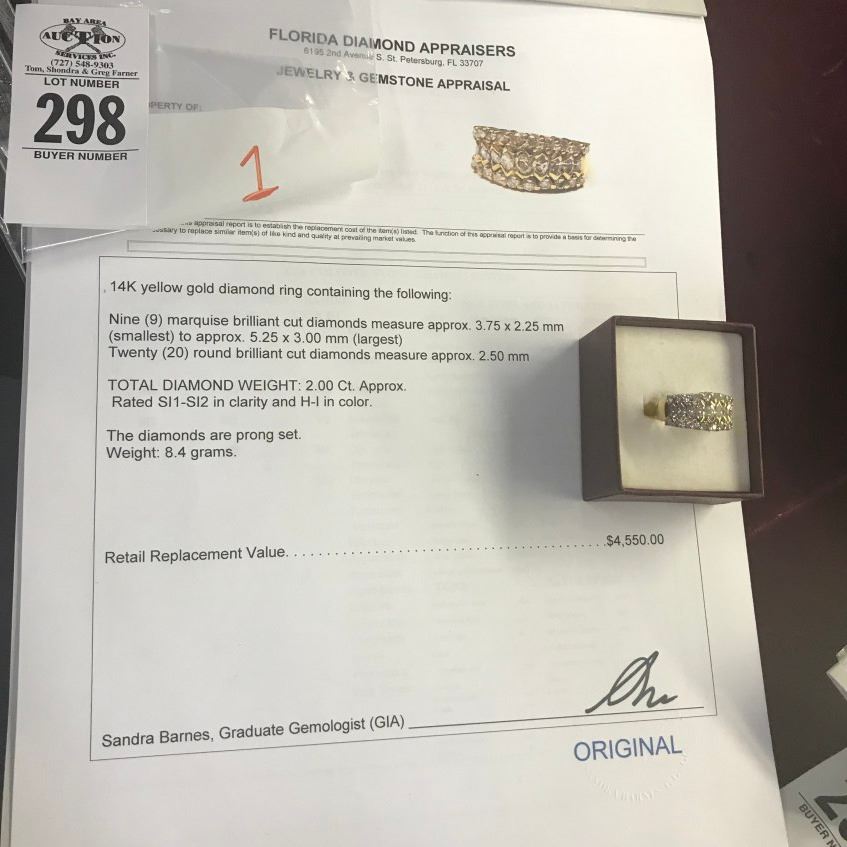 BAY AREA
AUCTION
SERVICES INC.
(727) 548-9303
Tom, Shondra & Greg Farner
LOT NUMBER
298
BUYER NUMBER
1
FLORIDA DIAMOND APPRAISERS
6195 2nd Avenue S. St. Petersburg, FL 33707
JEWELRY & GEMSTONE APPRAISAL
PERTY OF:
appraisal report is to establish the replacement cost of the item(s) listed. The function of this appraisal report is to provide a basis for determining the
to replace similar item(s) of like kind and quality at prevailing market values.
14K yellow gold diamond ring containing the following:
Nine (9) marquise brilliant cut diamonds measure approx. 3.75 x 2.25 mm
(smallest) to approx. 5.25 x 3.00 mm (largest)
Twenty (20) round brilliant cut diamonds measure approx. 2.50 mm
TOTAL DIAMOND WEIGHT: 2.00 Ct. Approx.
Rated SI1-SI2 in clarity and H-I in color.
The diamonds are prong set.
Weight: 8.4 grams.
Retail Replacement Value. . . . . . . . . . . . . . . . . . . . . . . . . . . . . . . . . . . . . . . . $4,550.00
Sandra Barnes, Graduate Gemologist (GIA)
ORIGINAL
BUYER N